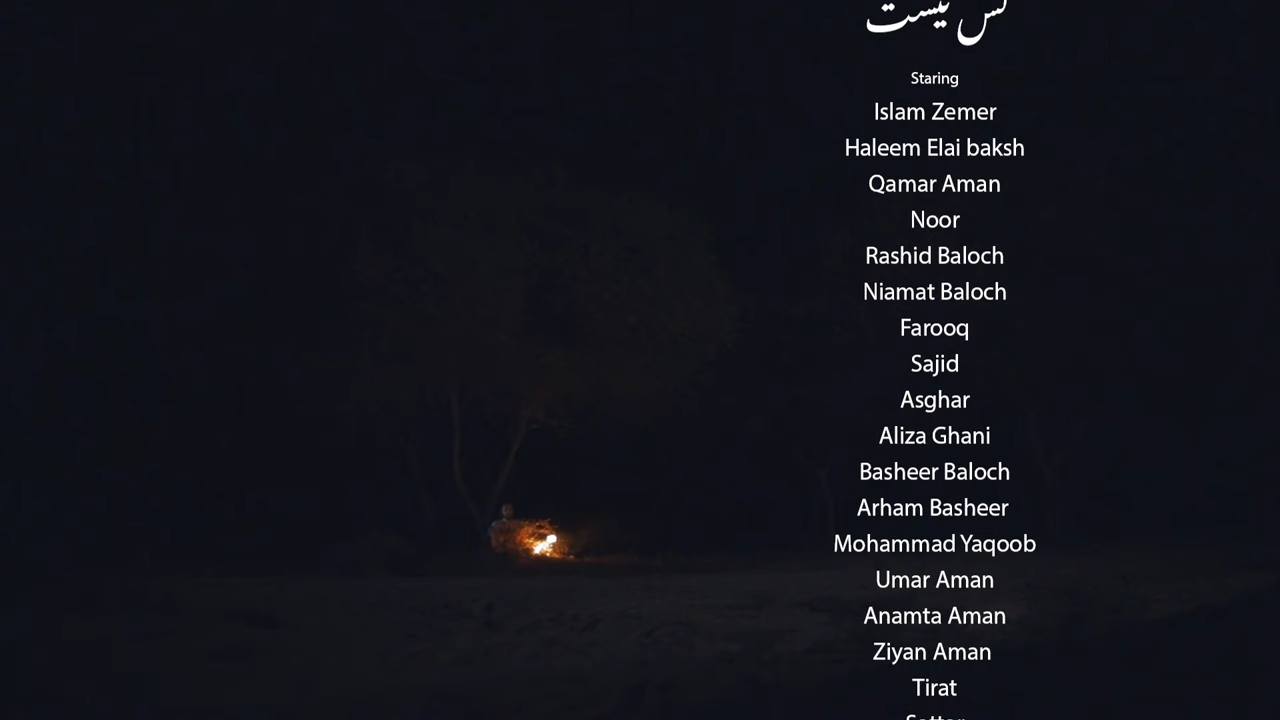 کس نیست
Staring
Islam Zemer
Haleem Elai baksh
Qamar Aman
Noor
Rashid Baloch
Niamat Baloch
Farooq
Sajid
Asghar
Aliza Ghani
Basheer Baloch
Arham Basheer
Mohammad Yaqoob
Umar Aman
Anamta Aman
Ziyan Aman
Tirat